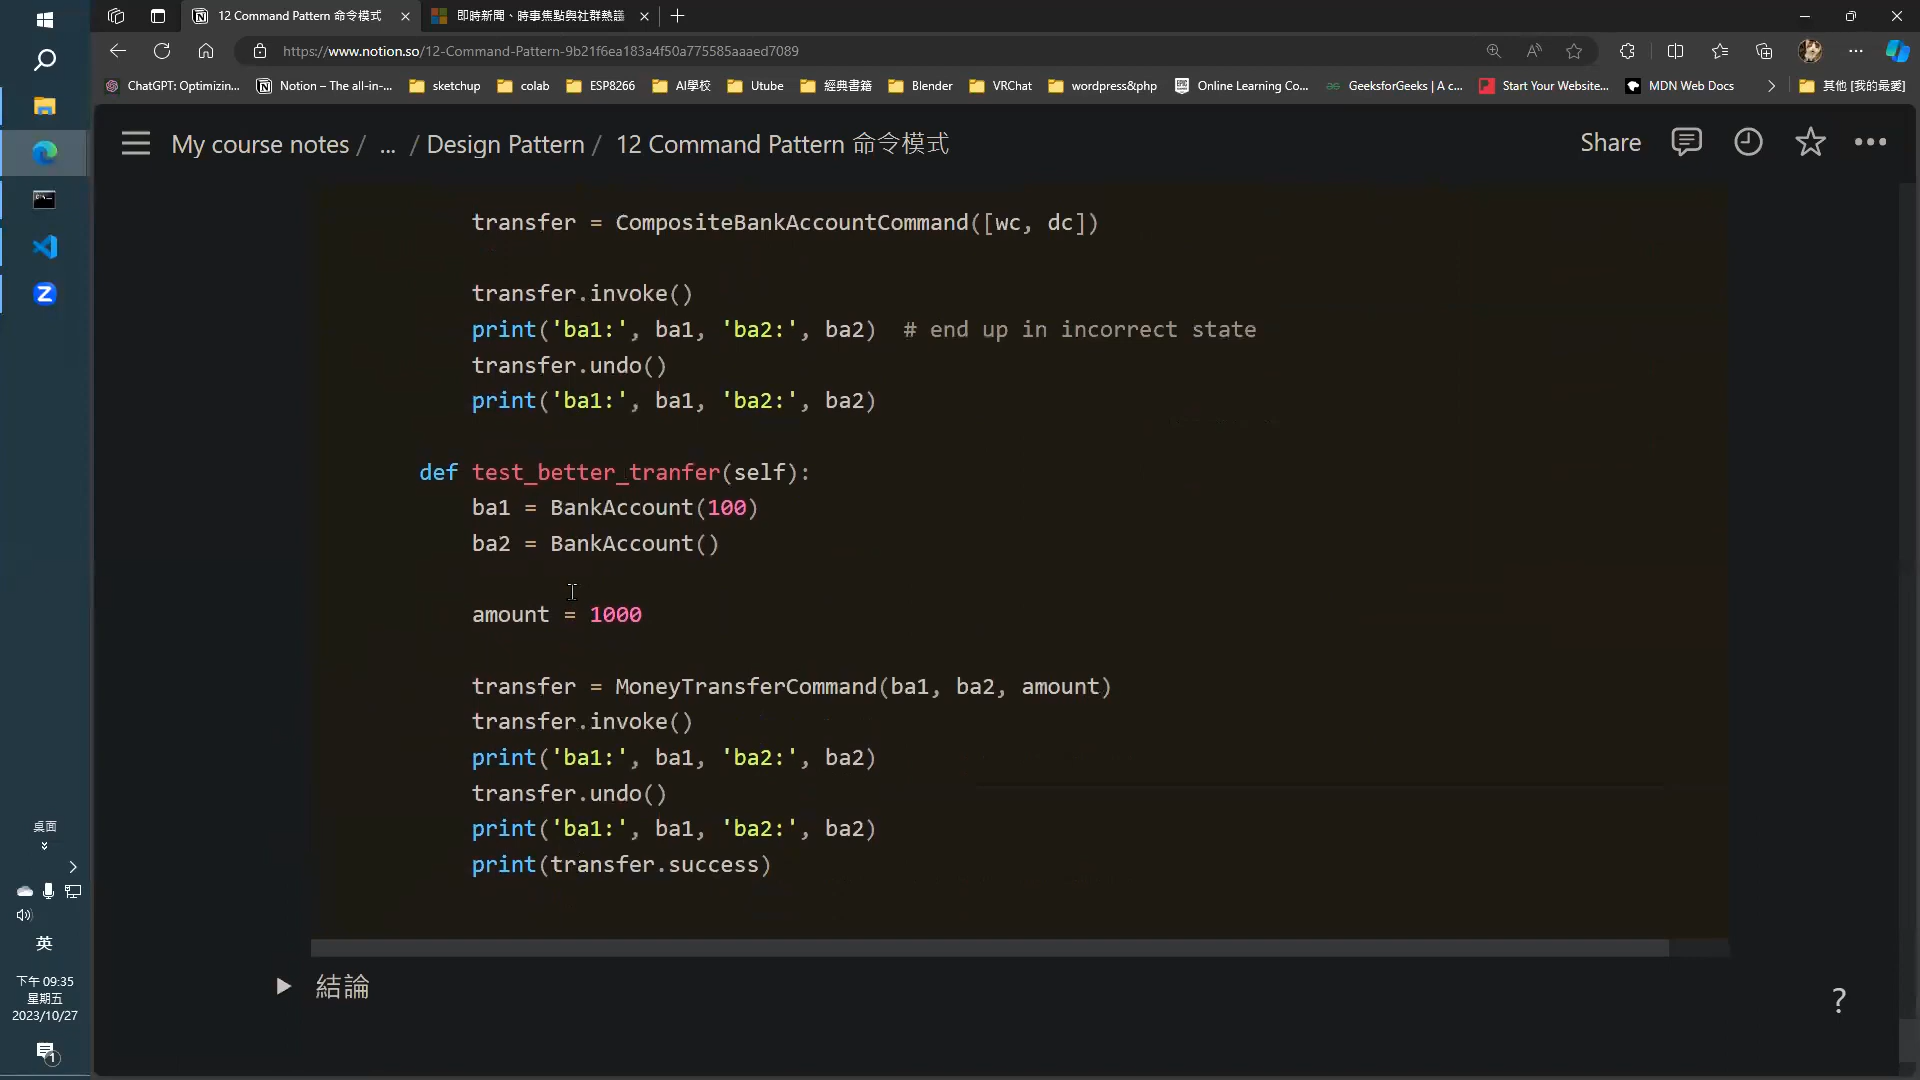 12 Command Pattern 命令模式
即時新聞、時事焦點與社群熱議
https://www.notion.so/12-Command-Pattern-9b21f6ea183a4f50a775585aaaed7089
ChatGPT: Optimizin...
Notion – The all-in-...
sketchup
colab
ESP8266
AI學校
Utube
經典書籍
Blender
VRChat
wordpress&php
Online Learning Co...
GeeksforGeeks | A c...
Start Your Website...
MDN Web Docs
其他 [我的最愛]
My course notes / ... / Design Pattern / 12 Command Pattern 命令模式
Share
transfer = CompositeBankAccountCommand([wc, dc])
transfer.invoke()
print('ba1:', ba1, 'ba2:', ba2)  # end up in incorrect state
transfer.undo()
print('ba1:', ba1, 'ba2:', ba2)
def test_better_tranfer(self):
ba1 = BankAccount(100)
ba2 = BankAccount()
amount = 1000
transfer = MoneyTransferCommand(ba1, ba2, amount)
transfer.invoke()
print('ba1:', ba1, 'ba2:', ba2)
transfer.undo()
print('ba1:', ba1, 'ba2:', ba2)
print(transfer.success)
結論
?
桌面
英
下午 09:35
星期五
2023/10/27
1